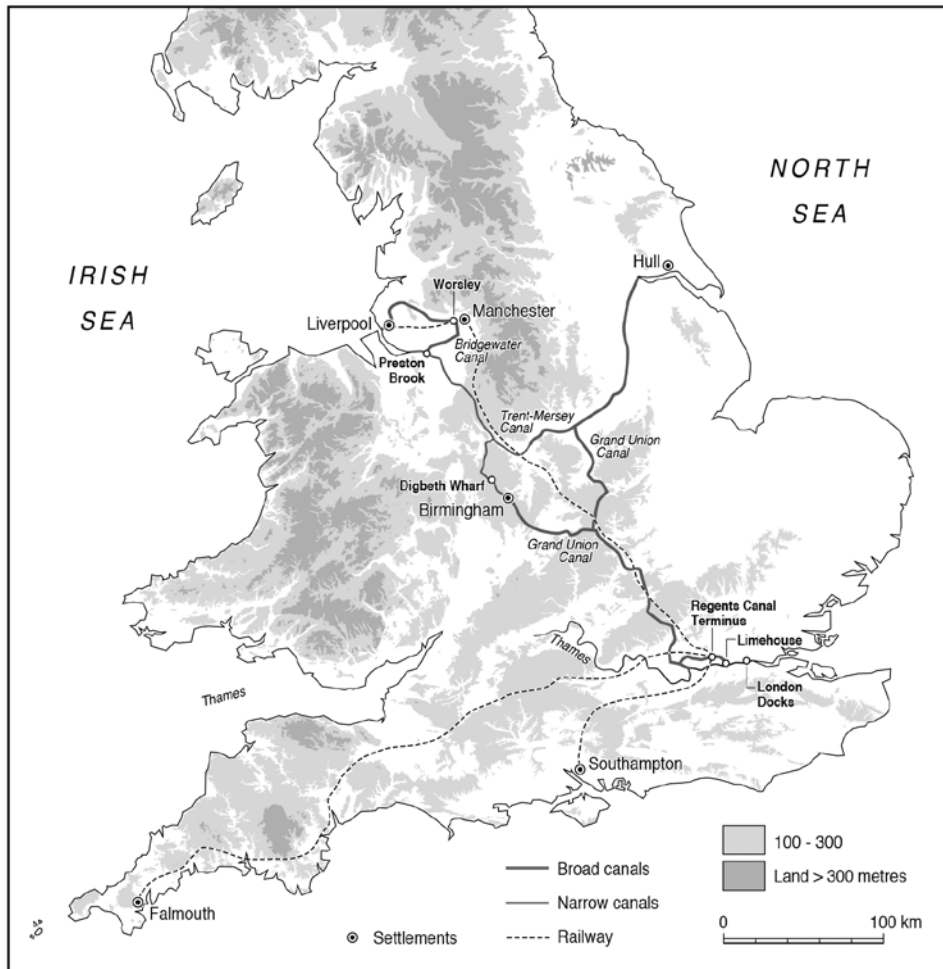 NORTH
SEA
IRISH
SEA
Hull
Worsley
Manchester
Liverpool
Bridgewater
Canal
Preston
Brook
Trent-Mersey
Canal
Grand Union
Canal
Digbeth Wharf
Birmingham
Grand Union
Canal
Regents Canal
Terminus
Limehouse
Thames
Thames
London
Docks
Southampton
Falmouth
Settlements
Broad canals
Narrow canals
Railway
100 - 300
Land > 300 metres
0 100 km